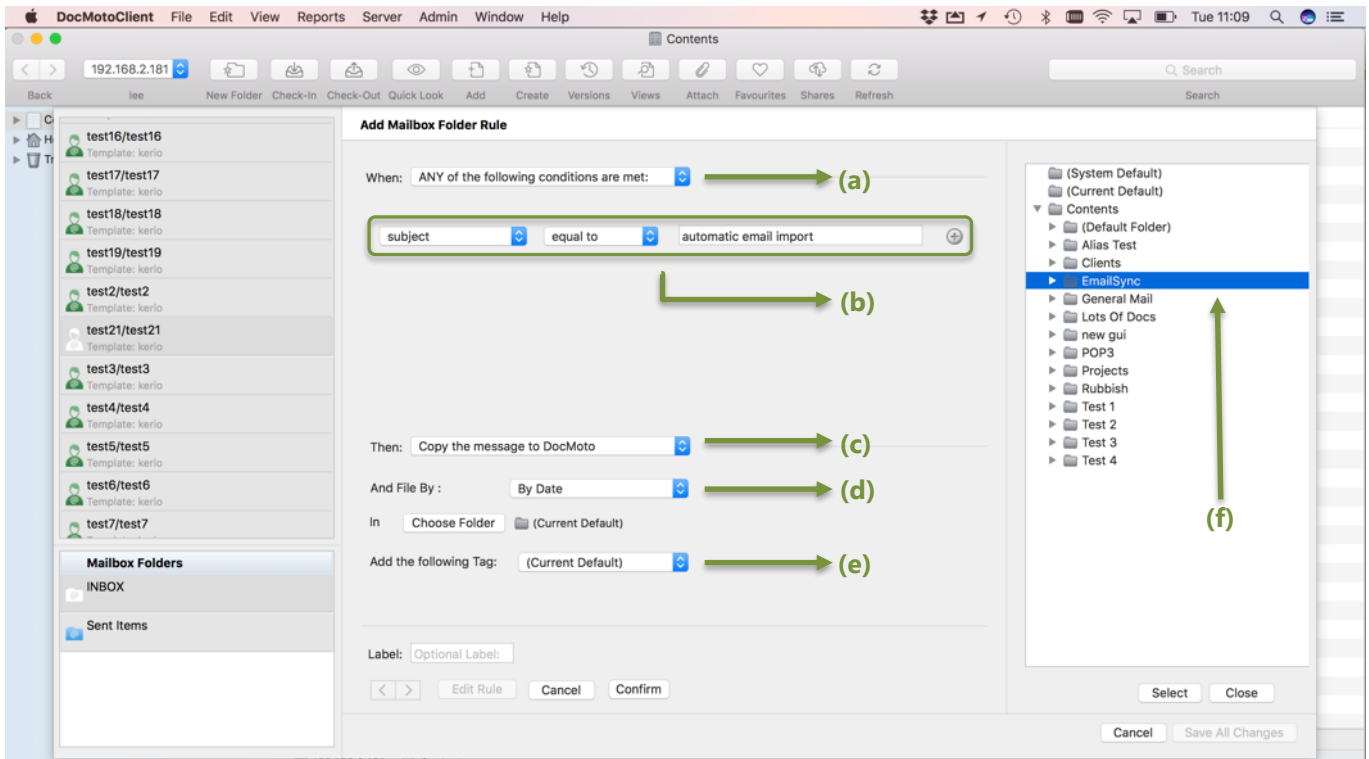 DocMotoClient File Edit View Reports Server Admin Window Help Tue 11:09
Contents
192.168.2.181 Search
Back lee New Folder Check-In Check-Out Quick Look Add Create Versions Views Attach Favourites Shares Refresh Search
Add Mailbox Folder Rule
test16/test16
Template: kerio
test17/test17
Template: kerio
test18/test18
Template: kerio
test19/test19
Template: kerio
test2/test2
Template: kerio
test21/test21
Template: kerio
test3/test3
Template: kerio
test4/test4
Template: kerio
test5/test5
Template: kerio
test6/test6
Template: kerio
test7/test7
Mailbox Folders
INBOX
Sent Items
When: ANY of the following conditions are met: (a)
subject equal to automatic email import
(b)
Then: Copy the message to DocMoto (c)
And File By : By Date (d)
In Choose Folder (Current Default)
Add the following Tag: (Current Default) (e)
Label: Optional Label:
< > Edit Rule Cancel Confirm
(System Default)
(Current Default)
Contents
(Default Folder)
Alias Test
Clients
EmailSync
General Mail
Lots Of Docs
new gui
POP3
Projects
Rubbish
Test 1
Test 2
Test 3
Test 4
(f)
Select Close
Cancel Save All Changes